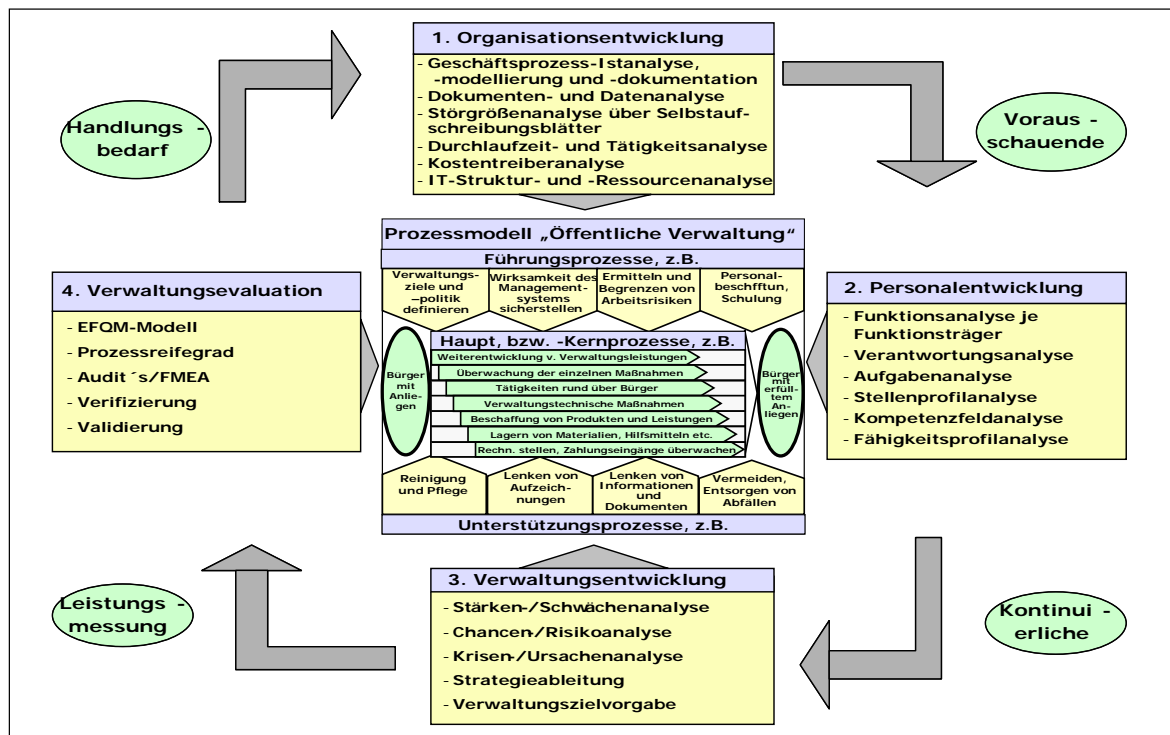 1. Organisationsentwicklung
- Geschäftsprozess-Istanalyse,
-modellierung und -dokumentation
- Dokumenten- und Datenanalyse
- Störgrößenanalyse über Selbstauf-
schreibungsblätter
- Durchlaufzeit- und Tätigkeitsanalyse
- Kostentreiberanalyse
- IT-Struktur- und -Ressourcenanalyse
Handlungs -
bedarf
Voraus -
schauende
Prozessmodell „Öffentliche Verwaltung“
Führungsprozesse, z.B.
Verwaltungs-
ziele und
–politik
definieren
Wirksamkeit des
Management-
systems
sicherstellen
Ermitteln und
Begrenzen von
Arbeitsrisiken
Personal-
beschfftun,
Schulung
Bürger
mit
Anlie-
gen
Haupt, bzw. -Kernprozesse, z.B.
Weiterentwicklung v. Verwaltungsleistungen
Überwachung der einzelnen Maßnahmen
Tätigkeiten rund über Bürger
Verwaltungstechnische Maßnahmen
Beschaffung von Produkten und Leistungen
Lagern von Materialien, Hilfsmitteln etc.
Rechn. stellen, Zahlungseingänge überwachen
Bürger
mit
erfüll-
tem
An-
liegen
Reinigung
und Pflege
Lenken von
Aufzeich-
nungen
Lenken von
Informationen
und
Dokumenten
Vermeiden,
Entsorgen von
Abfällen
Unterstützungsprozesse, z.B.
4. Verwaltungsevaluation
- EFQM-Modell
- Prozessreifegrad
- Audit´s/FMEA
- Verifizierung
- Validierung
2. Personalentwicklung
- Funktionsanalyse je
Funktionsträger
- Verantwortungsanalyse
- Aufgabenanalyse
- Stellenprofilanalyse
- Kompetenzfeldanalyse
- Fähigkeitsprofilanalyse
3. Verwaltungsentwicklung
- Stärken-/Schwächenanalyse
- Chancen-/Risikoanalyse
- Krisen-/Ursachenanalyse
- Strategieableitung
- Verwaltungszielvorgabe
Leistungs -
messung
Kontinui -
erliche